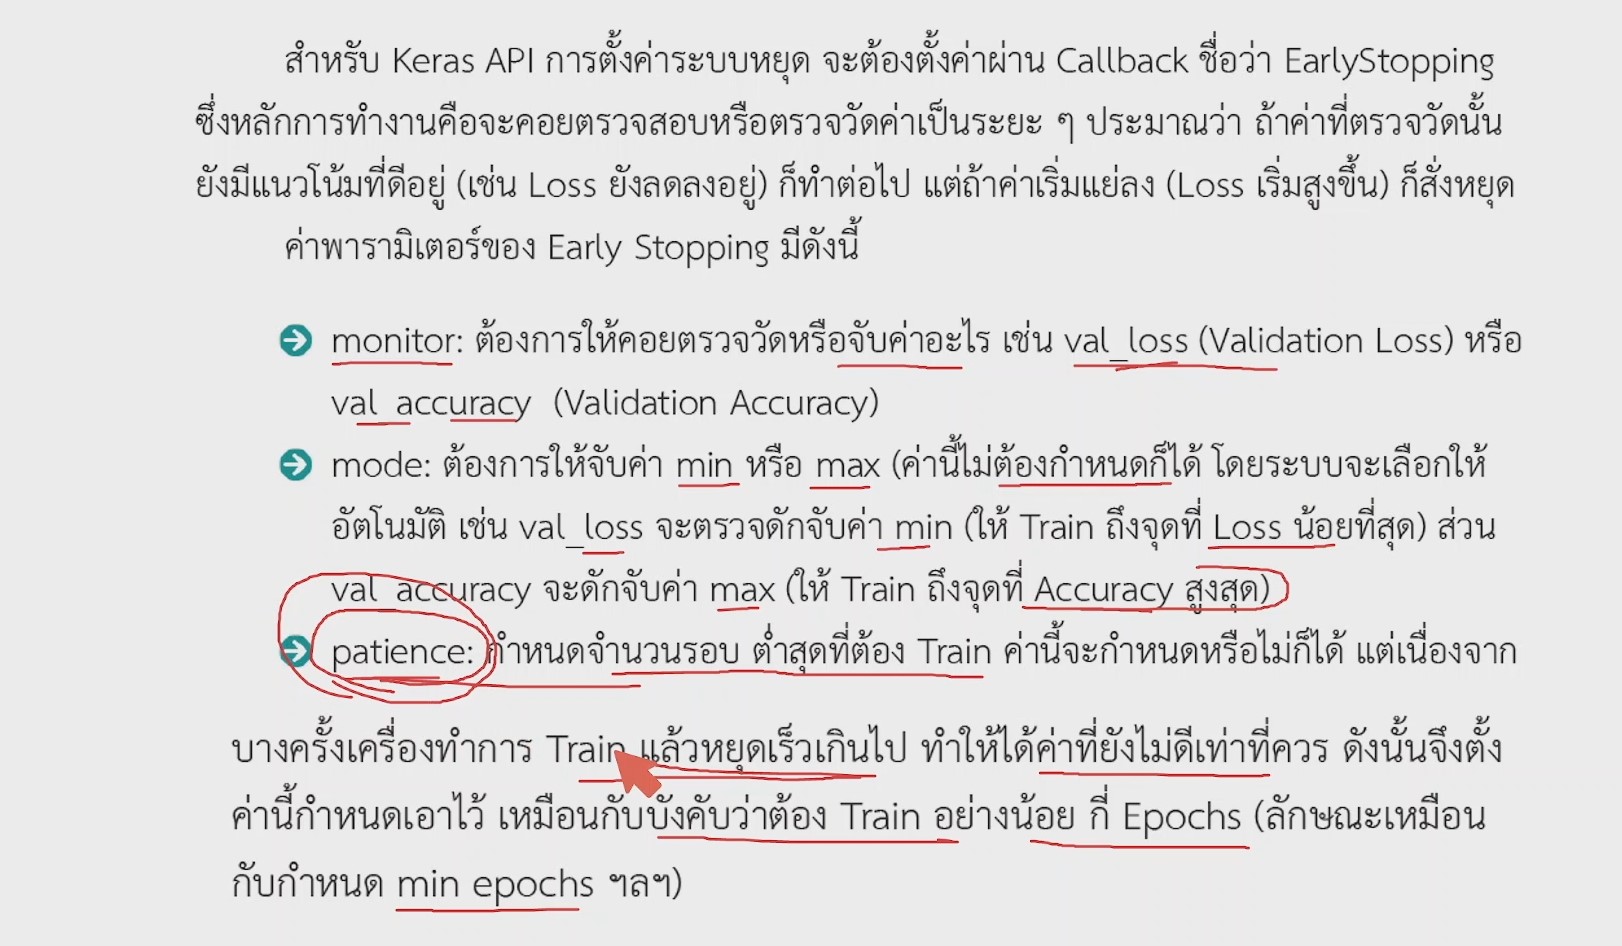 สำหรับ Keras API การตั้งค่าระบบหยุด จะต้องตั้งค่าผ่าน Callback ชื่อว่า EarlyStopping
ซึ่งหลักการทำงานคือจะคอยตรวจสอบหรือตรวจวัดค่าเป็นระยะ ๆ ประมาณว่า ถ้าค่าที่ตรวจวัดนั้น
ยังมีแนวโน้มที่ดีอยู่ (เช่น Loss ยังลดลงอยู่) ก็ทำต่อไป แต่ถ้าค่าเริ่มแย่ลง (Loss เริ่มสูงขึ้น) ก็สั่งหยุด
ค่าพารามิเตอร์ของ Early Stopping มีดังนี้
monitor: ต้องการให้คอยตรวจวัดหรือจับค่าอะไร เช่น val_loss (Validation Loss) หรือ
val_accuracy (Validation Accuracy)
mode: ต้องการให้จับค่า min หรือ max (ค่านี้ไม่ต้องกำหนดก็ได้ โดยระบบจะเลือกให้
อัตโนมัติ เช่น val_loss จะตรวจดักจับค่า min (ให้ Train ถึงจุดที่ Loss น้อยที่สุด) ส่วน
val_accuracy จะดักจับค่า max (ให้ Train ถึงจุดที่ Accuracy สูงสุด)
patience: กำหนดจำนวนรอบ ต่ำสุดที่ต้อง Train ค่านี้จะกำหนดหรือไม่ก็ได้ แต่เนื่องจาก
บางครั้งเครื่องทำการ Train แล้วหยุดเร็วเกินไป ทำให้ได้ค่าที่ยังไม่ดีเท่าที่ควร ดังนั้นจึงตั้ง
ค่านี้กำหนดเอาไว้ เหมือนกับบังคับว่าต้อง Train อย่างน้อย กี่ Epochs (ลักษณะเหมือน
กับกำหนด min epochs ฯลฯ)